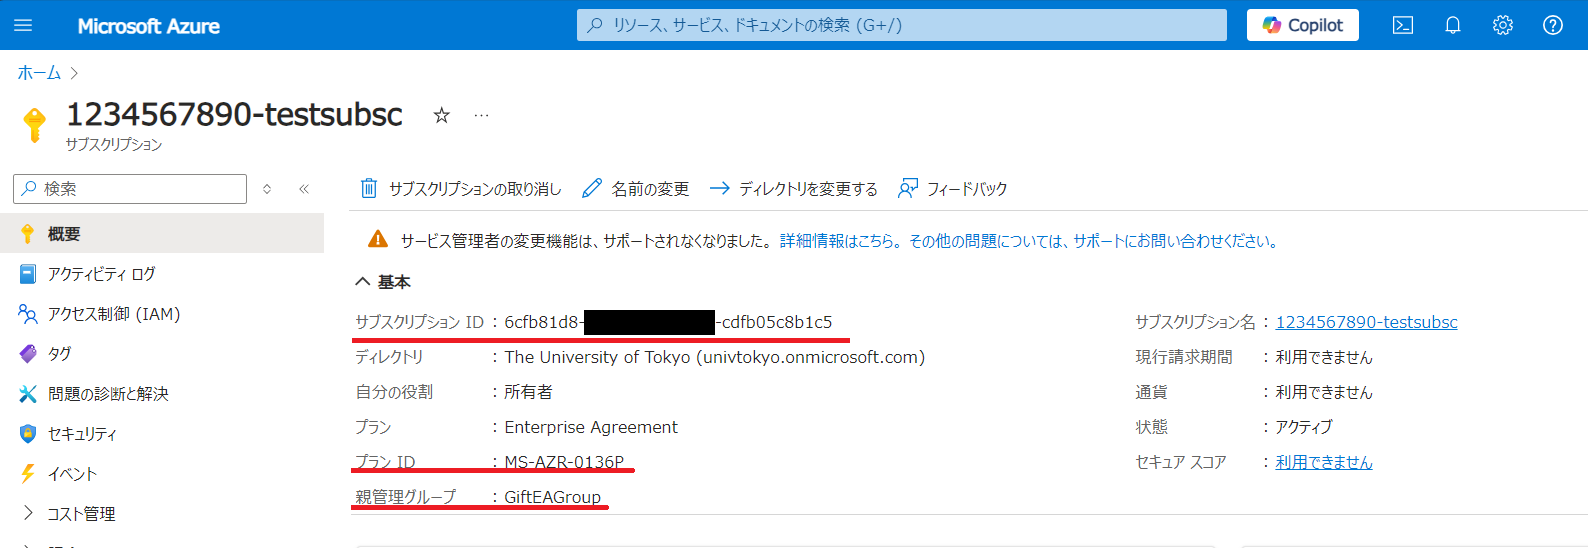 Microsoft Azure
リソース、サービス、ドキュメントの検索 (G+/)
Copilot
ホーム
1234567890-testsubsc
サブスクリプション
検索
サブスクリプションの取り消し 名前の変更 ディレクトリを変更する フィードバック
概要
アクティビティ ログ
アクセス制御 (IAM)
タグ
問題の診断と解決
セキュリティ
イベント
コスト管理
サービス管理者の変更機能は、サポートされなくなりました。 詳細情報はこちら。 その他の問題については、サポートにお問い合わせください。
基本
サブスクリプション ID : 6cfb81d8- -cdfb05c8b1c5
ディレクトリ : The University of Tokyo (univtokyo.onmicrosoft.com)
自分の役割 : 所有者
プラン : Enterprise Agreement
プラン ID : MS-AZR-0136P
親管理グループ : GiftEAGroup
サブスクリプション名 : 1234567890-testsubsc
現行請求期間 : 利用できません
通貨 : 利用できません
状態 : アクティブ
セキュア スコア : 利用できません